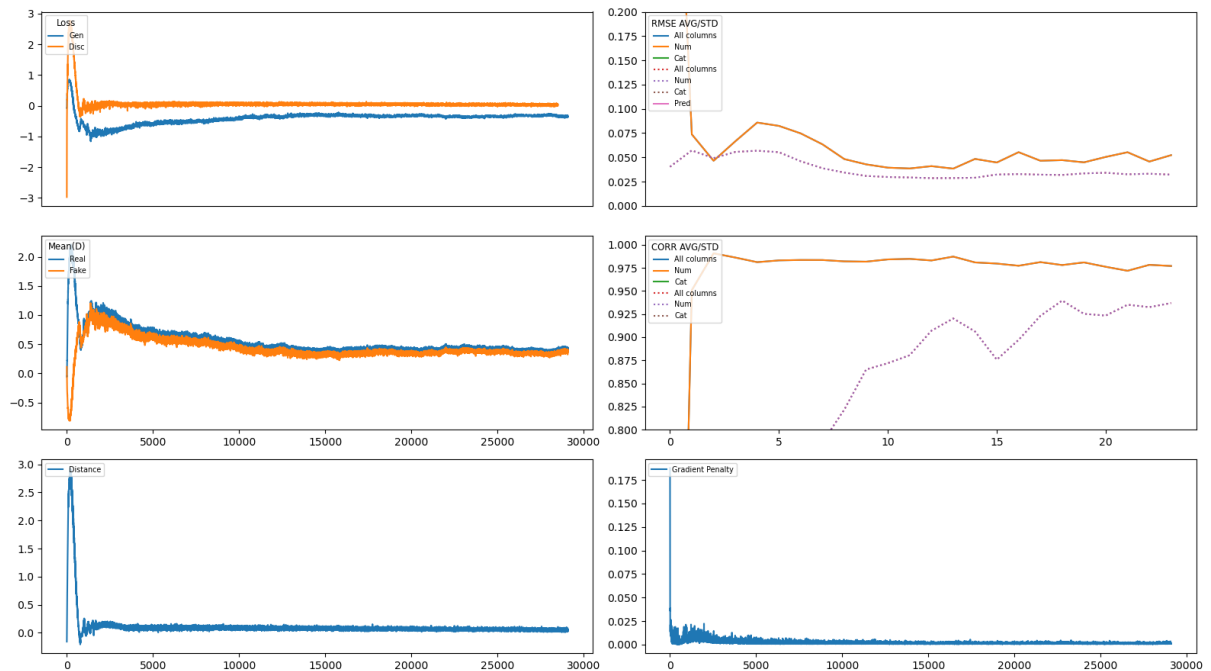 Loss
Gen
Disc
3
2
1
0
−1
−2
−3
RMSE AVG/STD
All columns
Num
Cat
All columns
Num
Cat
Pred
0.200
0.175
0.150
0.125
0.100
0.075
0.050
0.025
0.000
Mean(D)
Real
Fake
2.0
1.5
1.0
0.5
0.0
−0.5
0 5000 10000 15000 20000 25000 30000
CORR AVG/STD
All columns
Num
Cat
All columns
Num
Cat
1.000
0.975
0.950
0.925
0.900
0.875
0.850
0.825
0.800
0 5 10 15 20
Distance
3.0
2.5
2.0
1.5
1.0
0.5
0.0
0 5000 10000 15000 20000 25000 30000
Gradient Penalty
0.175
0.150
0.125
0.100
0.075
0.050
0.025
0.000
0 5000 10000 15000 20000 25000 30000